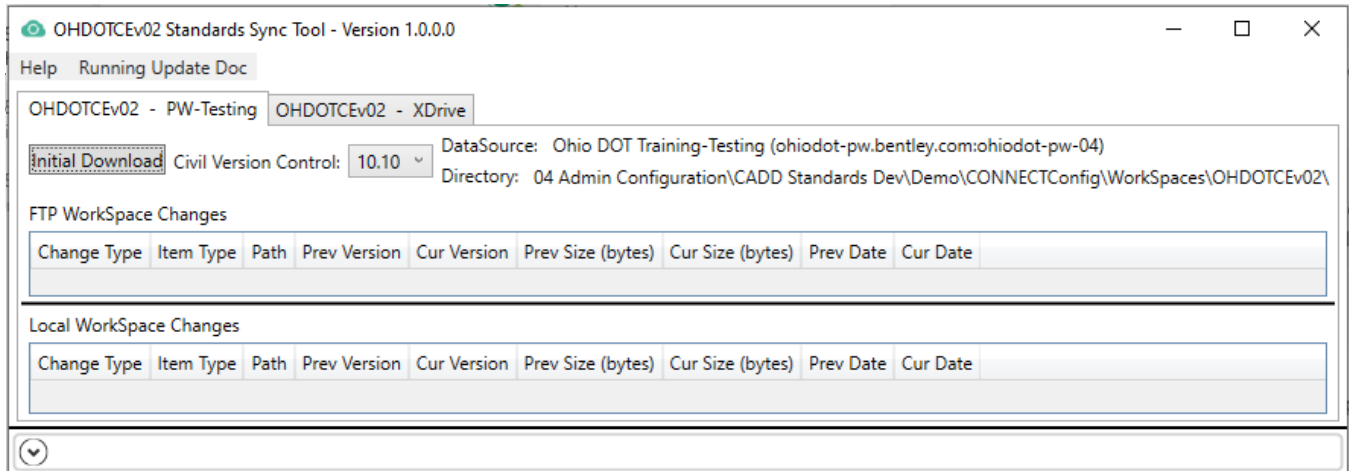 OHDOTCEv02 Standards Sync Tool - Version 1.0.0.0
Help Running Update Doc
OHDOTCEv02 - PW-Testing OHDOTCEv02 - XDrive
Initial Download Civil Version Control: 10.10 DataSource: Ohio DOT Training-Testing (ohiodot-pw.bentley.com:ohiodot-pw-04)
Directory: 04 Admin Configuration\CADD Standards Dev\Demo\CONNECTConfig\WorkSpaces\OHDOTCEv02\
FTP WorkSpace Changes
Change Type Item Type Path Prev Version Cur Version Prev Size (bytes) Cur Size (bytes) Prev Date Cur Date
Local WorkSpace Changes
Change Type Item Type Path Prev Version Cur Version Prev Size (bytes) Cur Size (bytes) Prev Date Cur Date